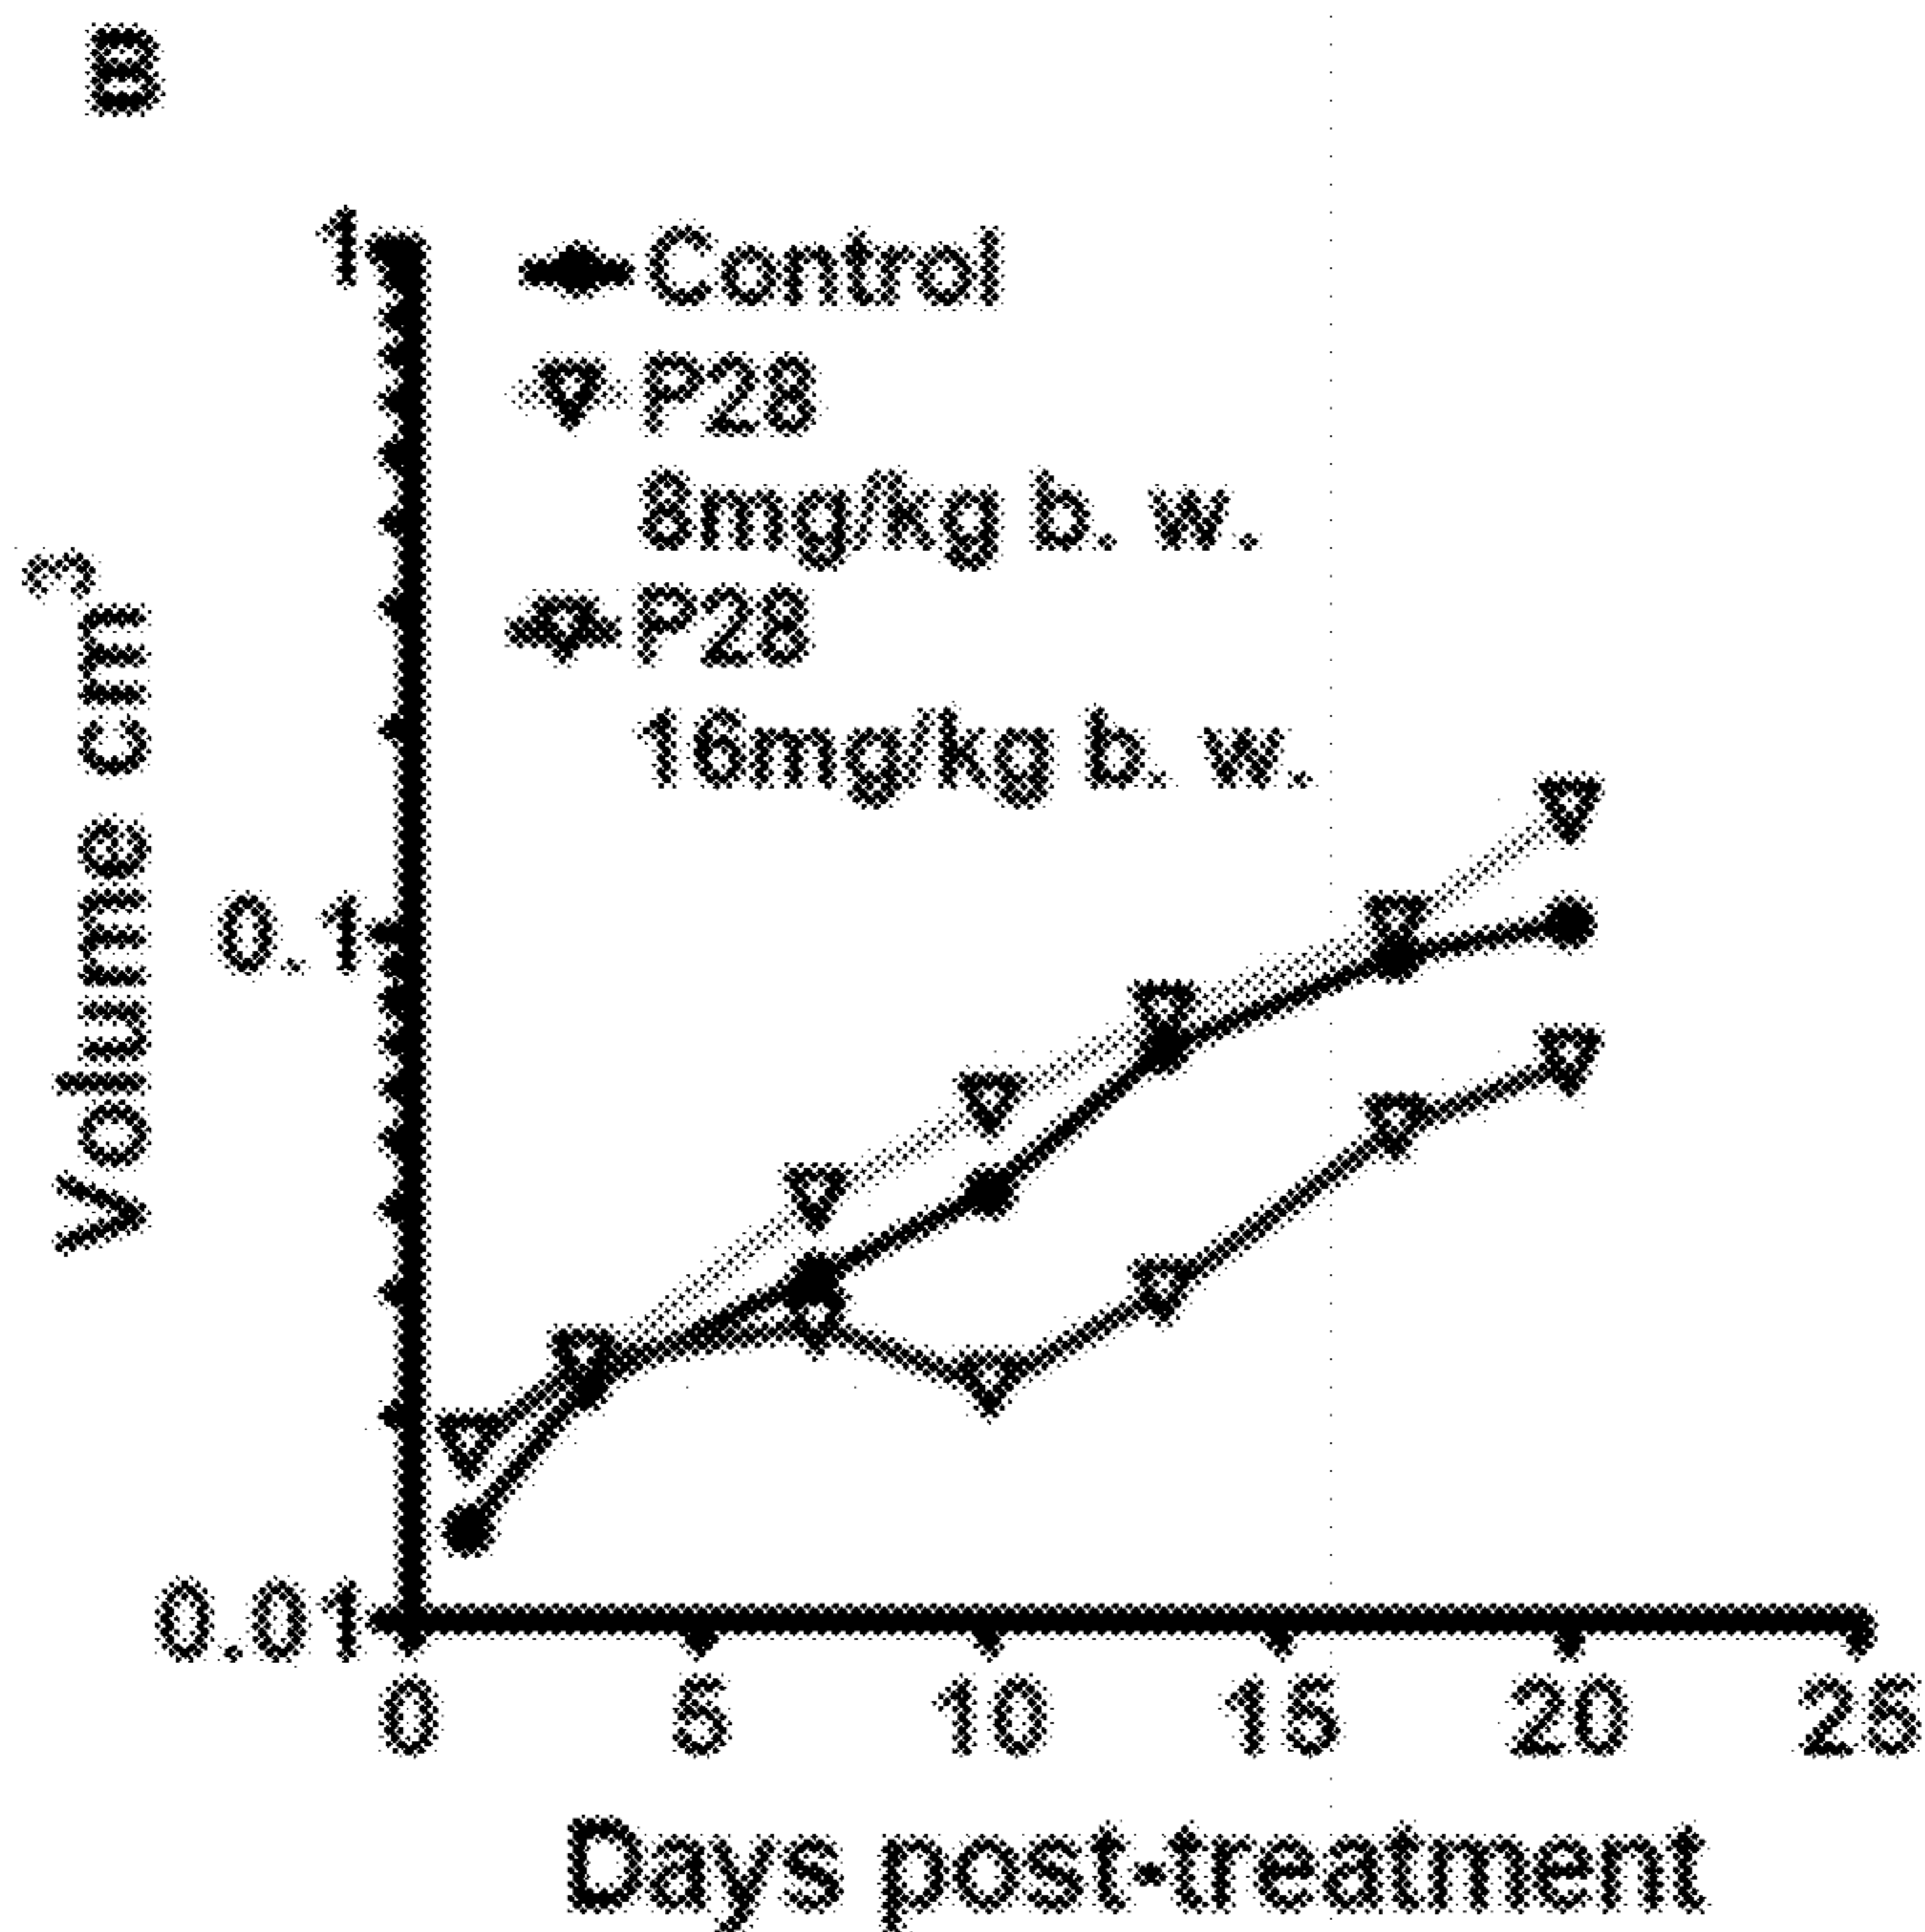 B
Volume cm³
1
0.1
0.01
Control
P28
8mg/kg b. w.
P28
16mg/kg b. w.
0 5 10 15 20 25
Days post-treatment